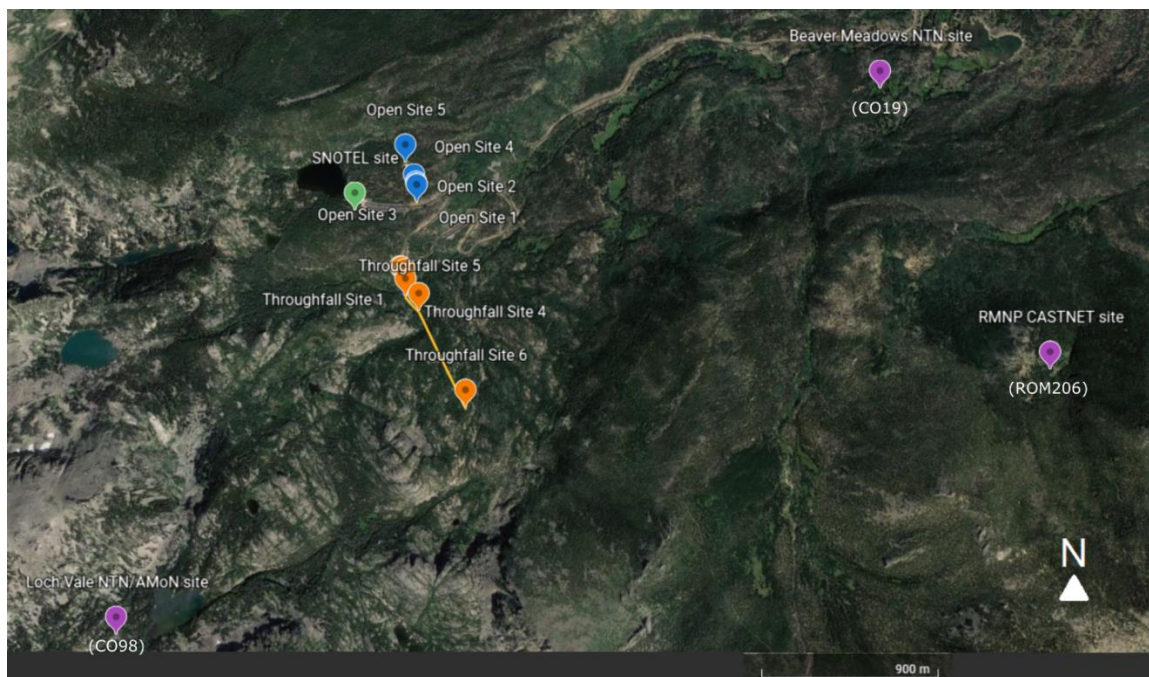 Beaver Meadows NTN site
(CO19)
Open Site 5
Open Site 4
SNOTEL site
Open Site 2
Open Site 3
Open Site 1
Throughfall Site 5
Throughfall Site 1
Throughfall Site 4
RMNP CASTNET site
Throughfall Site 6
(ROM206)
N
Loch Vale NTN/AMoN site
(CO98)
900 m